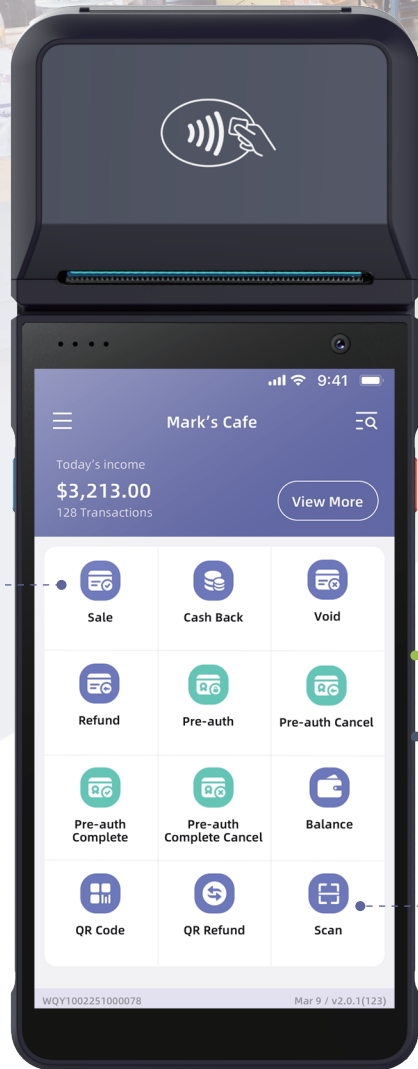 9:41
Mark's Cafe
Today's income
$3,213.00
128 Transactions
View More
Sale
Cash Back
Void
Refund
Pre-auth
Pre-auth Cancel
Pre-auth
Complete
Pre-auth
Complete Cancel
Balance
QR Code
QR Refund
Scan
WQY1002251000078
Mar 9 / v2.0.1(123)